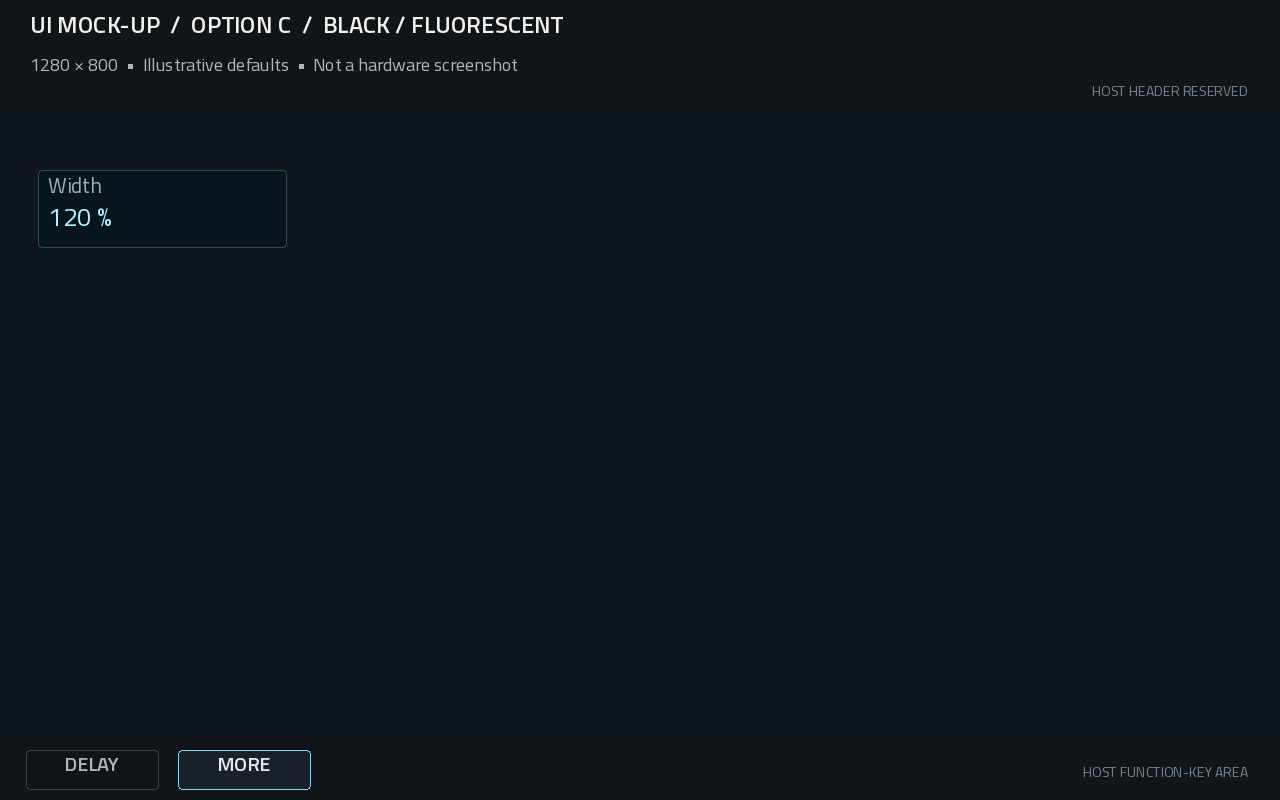 UI MOCK-UP / OPTION C / BLACK / FLUORESCENT
1280 × 800 ▪ Illustrative defaults ▪ Not a hardware screenshot
HOST HEADER RESERVED
Width
120 %
DELAY
MORE
HOST FUNCTION-KEY AREA